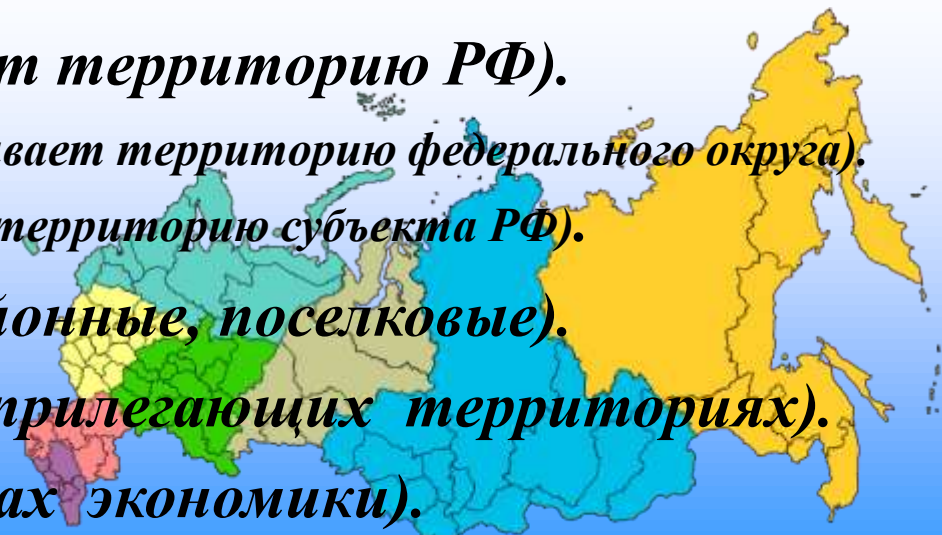 т территорию РФ).
вает территорию федерального округа).
территорию субъекта РФ).
онные, поселковые).
прилегающих территориях).
ах экономики).